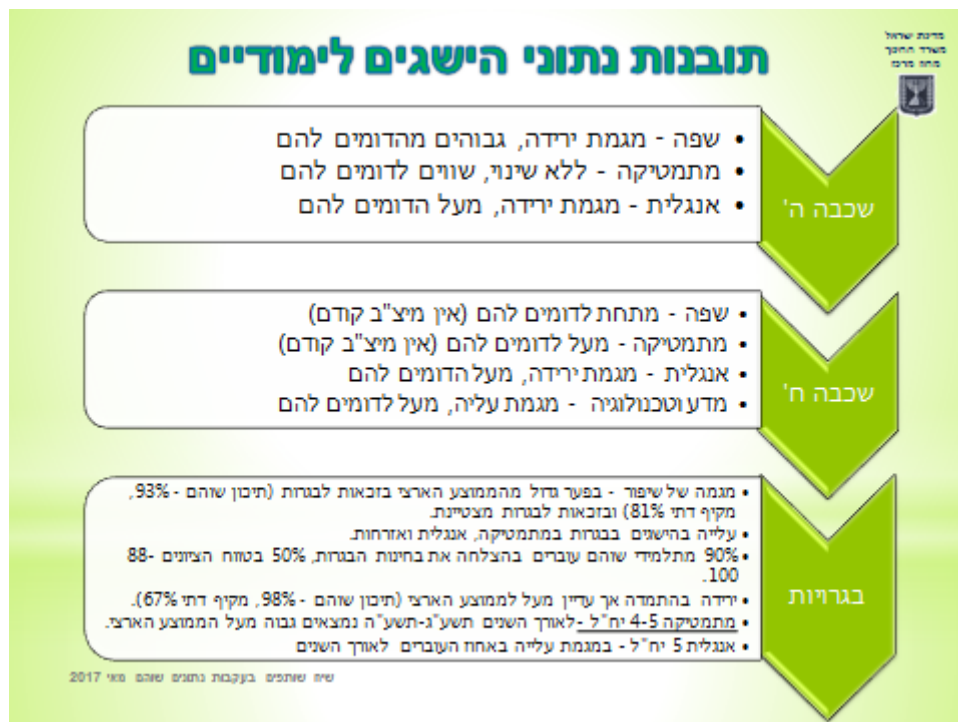 מדינת ישראל
משרד החינוך
מחוז מרכז
תובנות נתוני הישגים לימודיים
שכבה ה'
• שפה - מגמת ירידה, גבוהים מהדומים להם
• מתמטיקה - ללא שינוי, שווים לדומים להם
• אנגלית - מגמת ירידה, מעל הדומים להם
שכבה ח'
• שפה - מתחת לדומים להם (אין מיצ"ב קודם)
• מתמטיקה - מעל לדומים להם (אין מיצ"ב קודם)
• אנגלית - מגמת ירידה, מעל הדומים להם
• מדע וטכנולוגיה - מגמת עליה, מעל לדומים להם
בגרויות
• מגמה של שיפור - בפער גדול מהממוצע הארצי בזכאות לבגרות (תיכון שוהם - 93%,
מקיף דתי 81%) ובזכאות לבגרות מצטיינת.
• עלייה בהישגים בבגרות במתמטיקה, אנגלית ואזרחות.
• 90% מתלמידי שוהם עוברים בהצלחה את בחינות הבגרות, 50% בטווח הציונים 88-
100.
• ירידה בהתמדה אך עדיין מעל לממוצע הארצי (תיכון שוהם - 98%, מקיף דתי 67%).
• מתמטיקה 4-5 יח"ל -לאורך השנים תשע"ג-תשע"ה נמצאים גבוה מעל הממוצע הארצי.
• אנגלית 5 יח"ל - במגמת עלייה באחוז העוברים לאורך השנים
שיח שותפים בעקבות נתונים שוהם מאי 2017